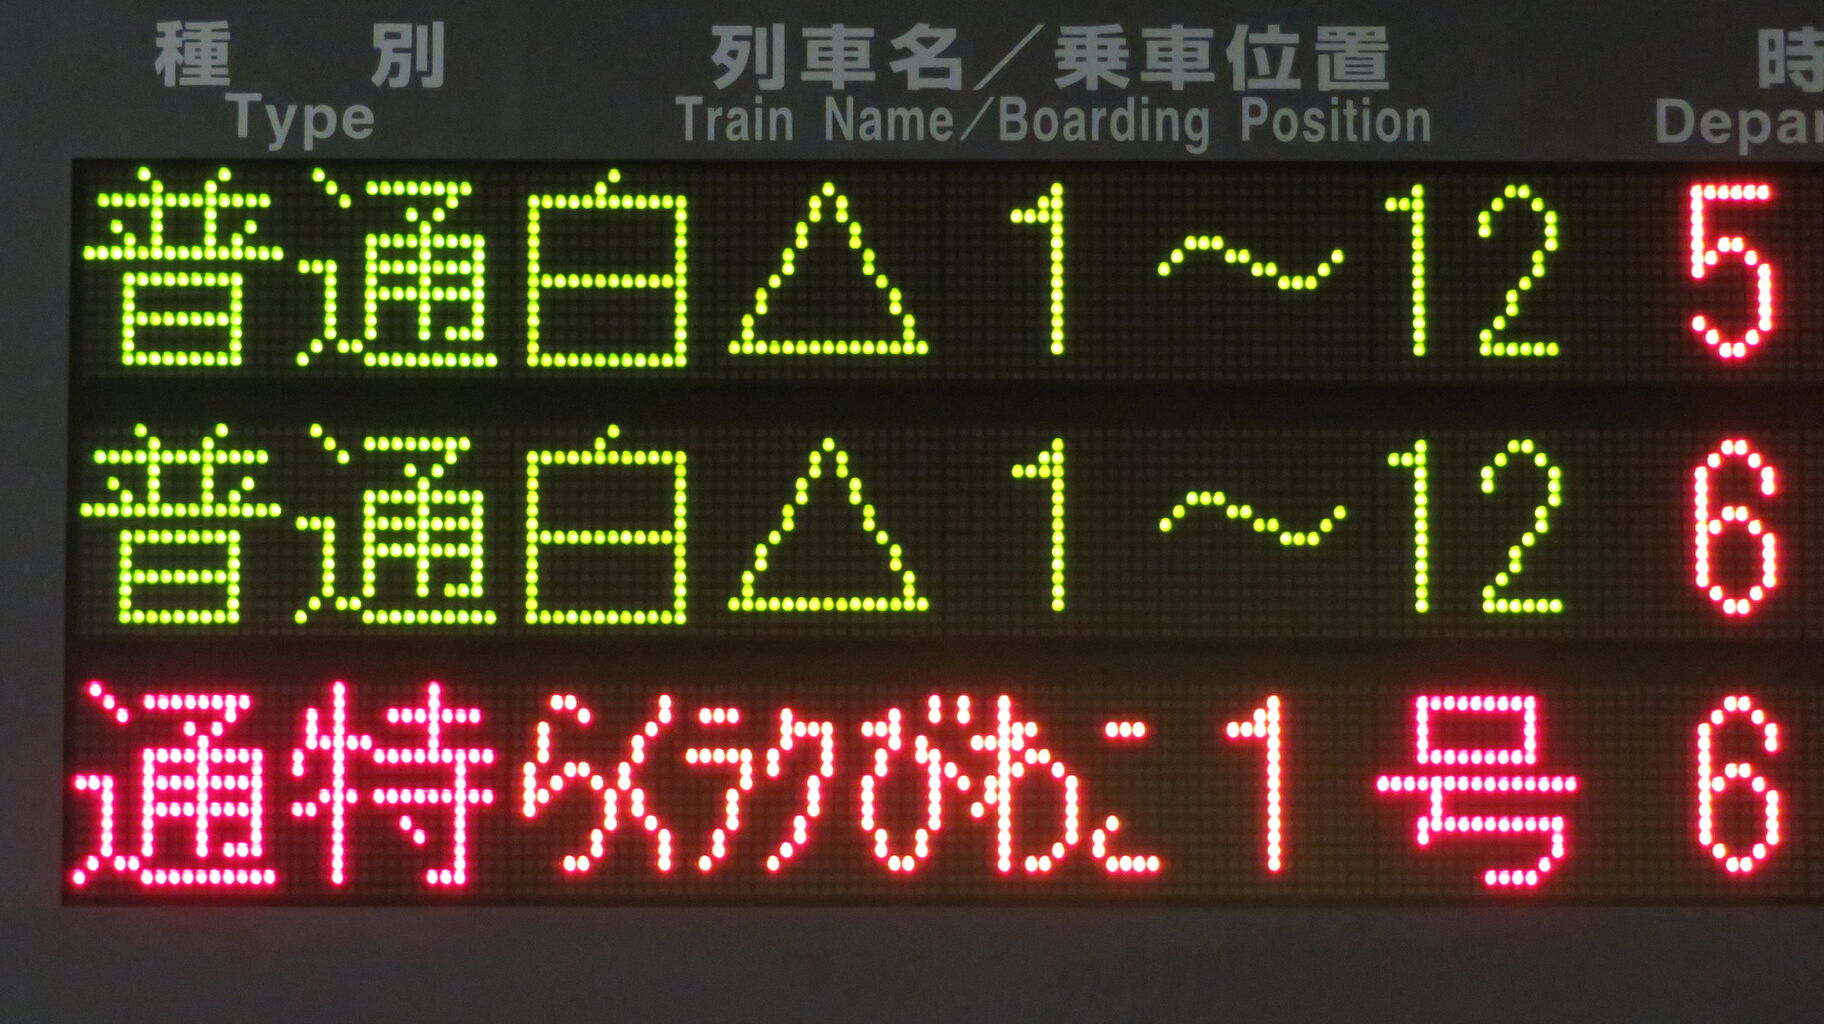 種別 列車名／乗車位置 時
Type Train Name／Boarding Position Depar
普通 白△ 1～12 5
普通 白△ 1～12 6
通特 らくラクびわこ 1号 6